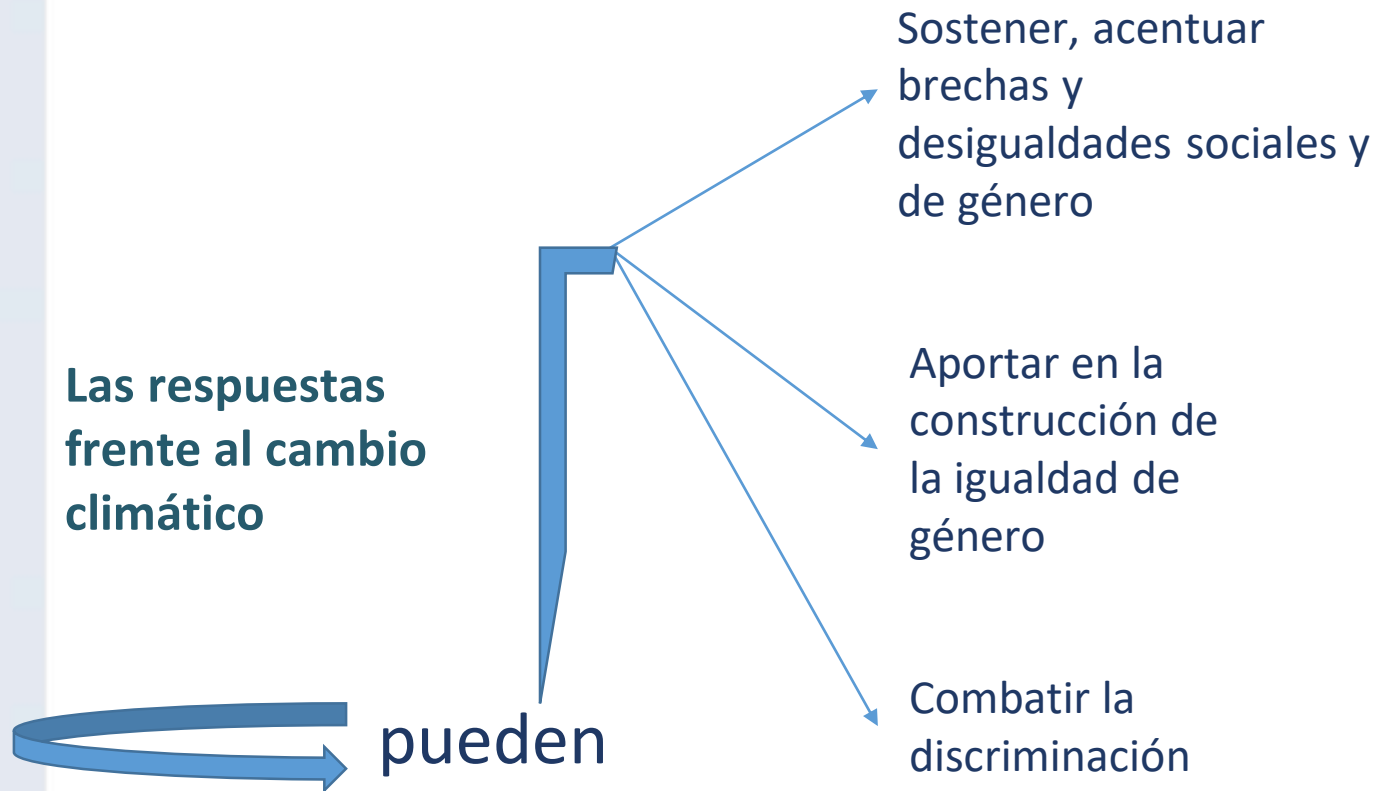 Las respuestas
frente al cambio
climático
pueden
Sostener, acentuar
brechas y
desigualdades sociales y
de género
Aportar en la
construcción de
la igualdad de
género
Combatir la
discriminación